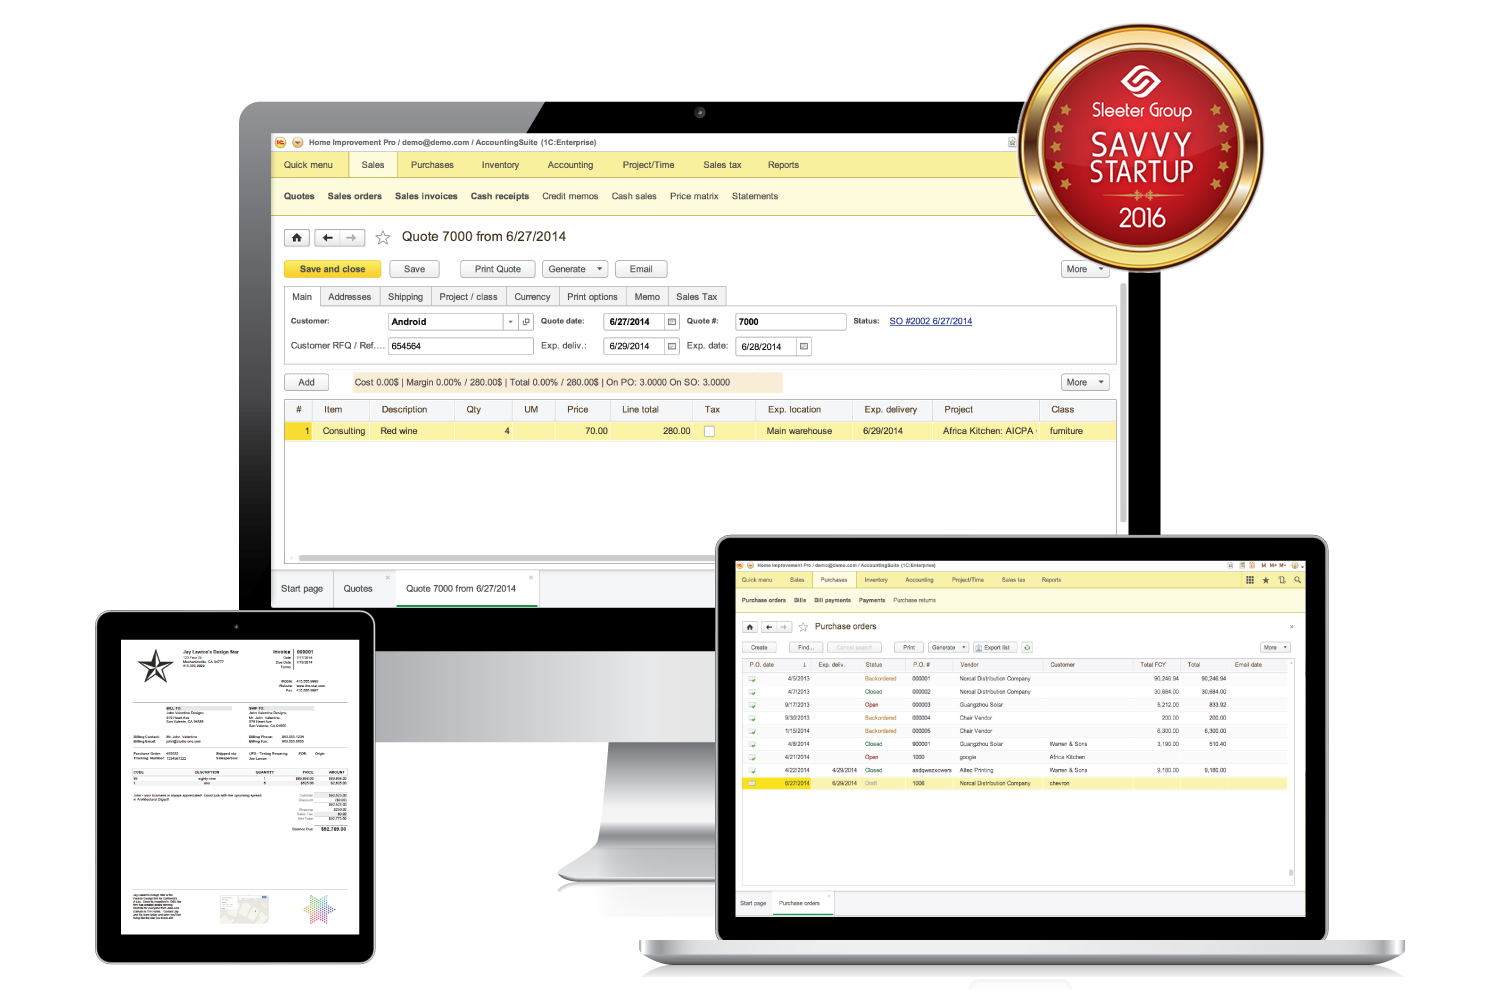 Sleeter Group
SAVVY
STARTUP
2016
Home Improvement Pro / demo@demo.com / AccountingSuite (1C:Enterprise)
Quick menu Sales Purchases Inventory Accounting Project/Time Sales tax Reports
Quotes Sales orders Sales invoices Cash receipts Credit memos Cash sales Price matrix Statements
Quote 7000 from 6/27/2014
Save and close Save Print Quote Generate Email More
Main Addresses Shipping Project / class Currency Print options Memo Sales Tax
Customer: Android Quote date: 6/27/2014 Quote #: 7000 Status: SO #2002 6/27/2014
Customer RFQ / Ref.... 654564 Exp. deliv.: 6/29/2014 Exp. date: 6/28/2014
Add Cost 0.00$ | Margin 0.00% / 280.00$ | Total 0.00% / 280.00$ | On PO: 3.0000 On SO: 3.0000 More
# Item Description Qty UM Price Line total Tax Exp. location Exp. delivery Project Class
1 Consulting Red wine 4 70.00 280.00 Main warehouse 6/29/2014 Africa Kitchen: AICPA furniture
Start page Quotes Quote 7000 from 6/27/2014
Home Improvement Pro / demo@demo.com / AccountingSuite (1C:Enterprise) M M+ M-
Quick menu Sales Purchases Inventory Accounting Project/Time Sales tax Reports
Purchase orders Bills Bill payments Payments Purchase returns
Purchase orders
Create Find... Cancel search Print Generate Export list More
P.O. date Exp. deliv. Status P.O. # Vendor Customer Total FCY Total Email date
4/5/2013 Backordered 000001 Norcal Distribution Company 90,246.94 90,246.94
4/7/2013 Closed 000002 Norcal Distribution Company 30,684.00 30,684.00
9/17/2013 Open 000003 Guangzhou Solar 5,212.00 833.92
9/30/2013 Backordered 000004 Chair Vendor 200.00 200.00
1/15/2014 Backordered 000005 Chair Vendor 6,300.00 6,300.00
4/8/2014 Closed 900001 Guangzhou Solar Warren & Sons 3,190.00 510.40
4/21/2014 Open 1000 google Africa Kitchen
4/22/2014 4/29/2014 Closed Altec Printing Warren & Sons 9,180.00 9,180.00
6/27/2014 6/29/2014 Draft 1006 Norcal Distribution Company chevron
Start page Purchase orders
Jay Lawton's Design Star Invoice 000001
BILL TO: SHIP TO:
John Valentine Designs John Valentine Designs
CODE DESCRIPTION QUANTITY PRICE AMOUNT
Balance Due: $92,769.00